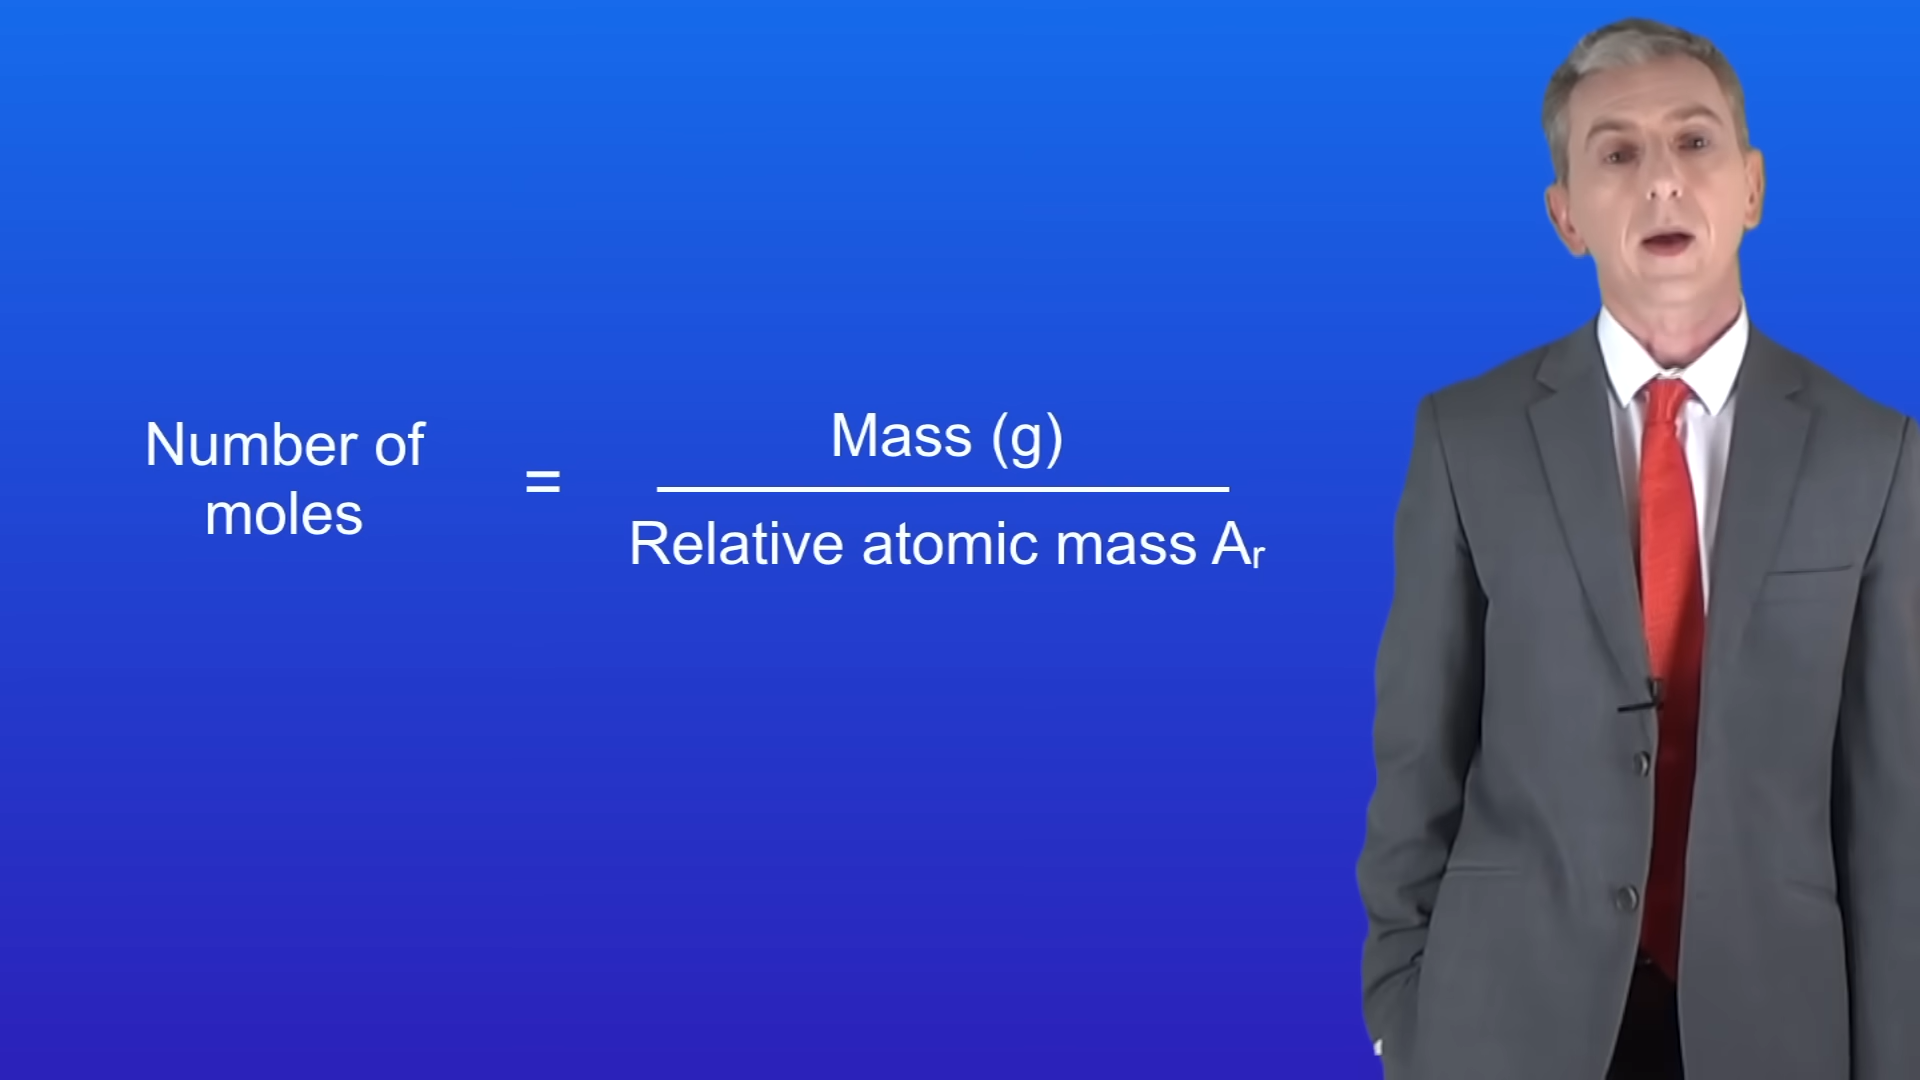 Number of
moles
=
Mass (g)
Relative atomic mass Aᵣ